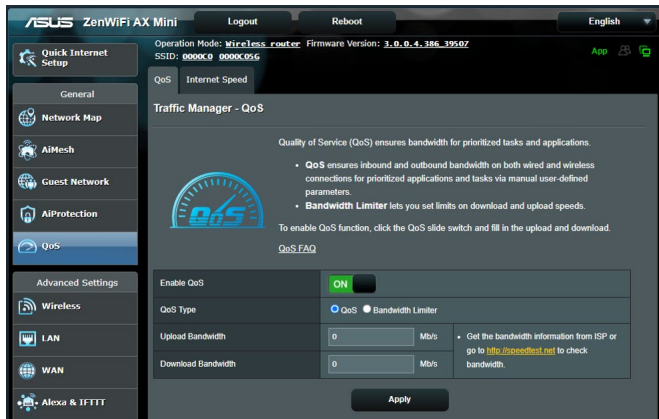 ASUS ZenWiFi AX Mini Logout Reboot English
Quick Internet Setup
General
Network Map
AiMesh
Guest Network
AiProtection
QoS
Advanced Settings
Wireless
LAN
WAN
Alexa & IFTTT
Operation Mode: Wireless router Firmware Version: 3.0.0.4.386_39507
SSID: 0000C0 0000C05G
App
QoS Internet Speed
Traffic Manager - QoS
QoS
Quality of Service (QoS) ensures bandwidth for prioritized tasks and applications.
• QoS ensures inbound and outbound bandwidth on both wired and wireless
connections for prioritized applications and tasks via manual user-defined
parameters.
• Bandwidth Limiter lets you set limits on download and upload speeds.
To enable QoS function, click the QoS slide switch and fill in the upload and download.
QoS FAQ
Enable QoS ON
QoS Type QoS Bandwidth Limiter
Upload Bandwidth 0 Mb/s
Download Bandwidth 0 Mb/s
• Get the bandwidth information from ISP or
go to http://speedtest.net to check
bandwidth.
Apply